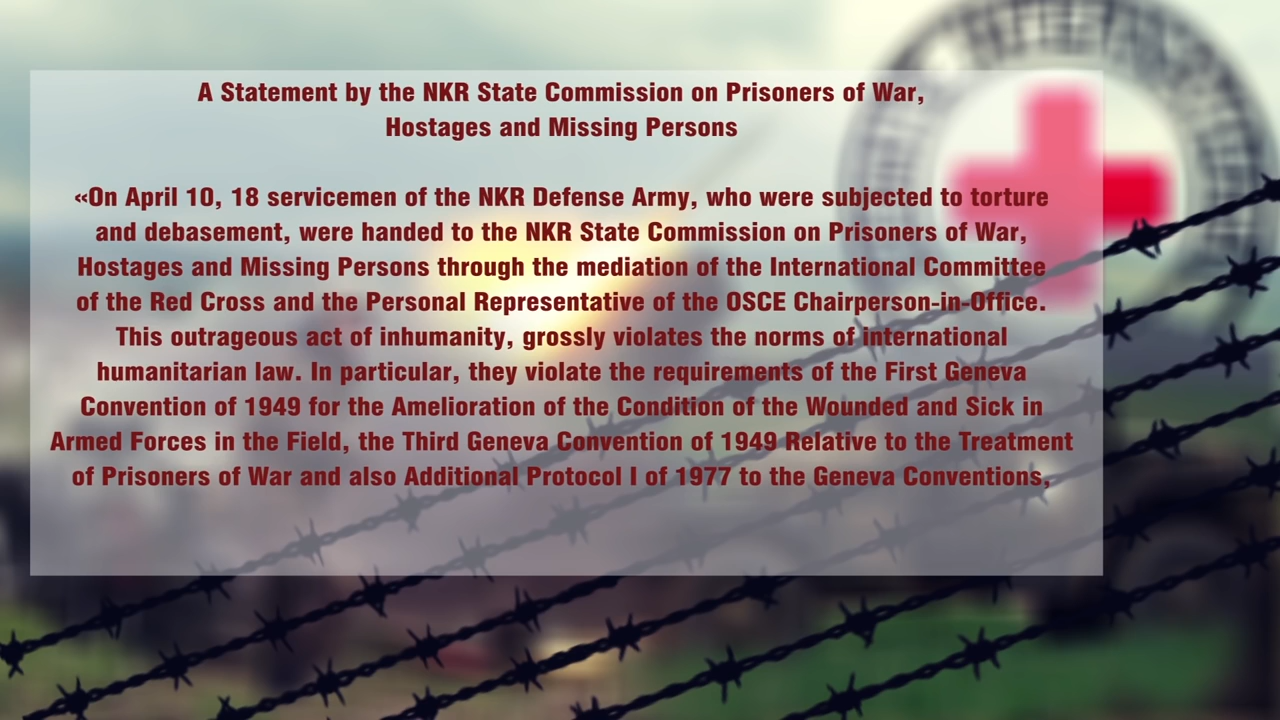 A Statement by the NKR State Commission on Prisoners of War,
Hostages and Missing Persons
«On April 10, 18 servicemen of the NKR Defense Army, who were subjected to torture
and debasement, were handed to the NKR State Commission on Prisoners of War,
Hostages and Missing Persons through the mediation of the International Committee
of the Red Cross and the Personal Representative of the OSCE Chairperson-in-Office.
This outrageous act of inhumanity, grossly violates the norms of international
humanitarian law. In particular, they violate the requirements of the First Geneva
Convention of 1949 for the Amelioration of the Condition of the Wounded and Sick in
Armed Forces in the Field, the Third Geneva Convention of 1949 Relative to the Treatment
of Prisoners of War and also Additional Protocol I of 1977 to the Geneva Conventions,